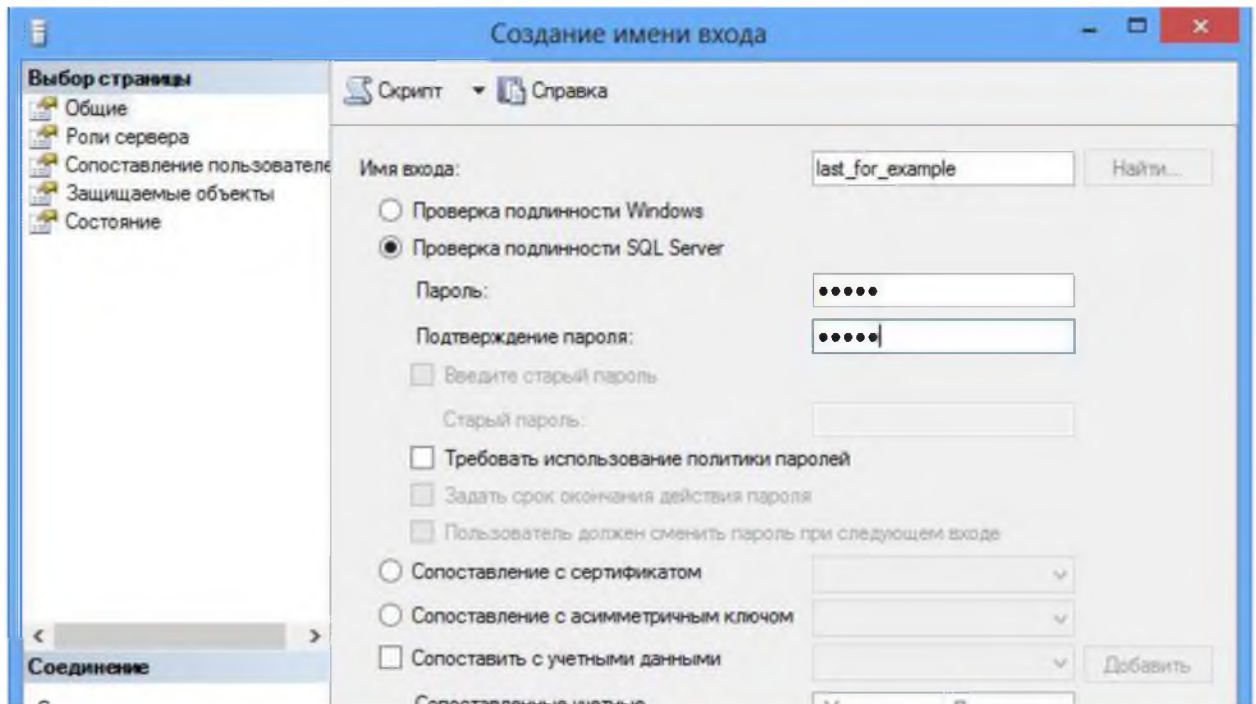 Создание имени входа
Выбор страницы
Общие
Роли сервера
Сопоставление пользователе
Защищаемые объекты
Состояние
Скрипт
Справка
Имя входа:
last_for_example
Найти...
Проверка подлинности Windows
Проверка подлинности SQL Server
Пароль:
●●●●●
Подтверждение пароля:
●●●●●
Введите старый пароль
Старый пароль:
Требовать использование политики паролей
Задать срок окончания действия пароля
Пользователь должен сменить пароль при следующем входе
Сопоставление с сертификатом
Сопоставление с асимметричным ключом
Сопоставить с учетными данными
Добавить
Соединение